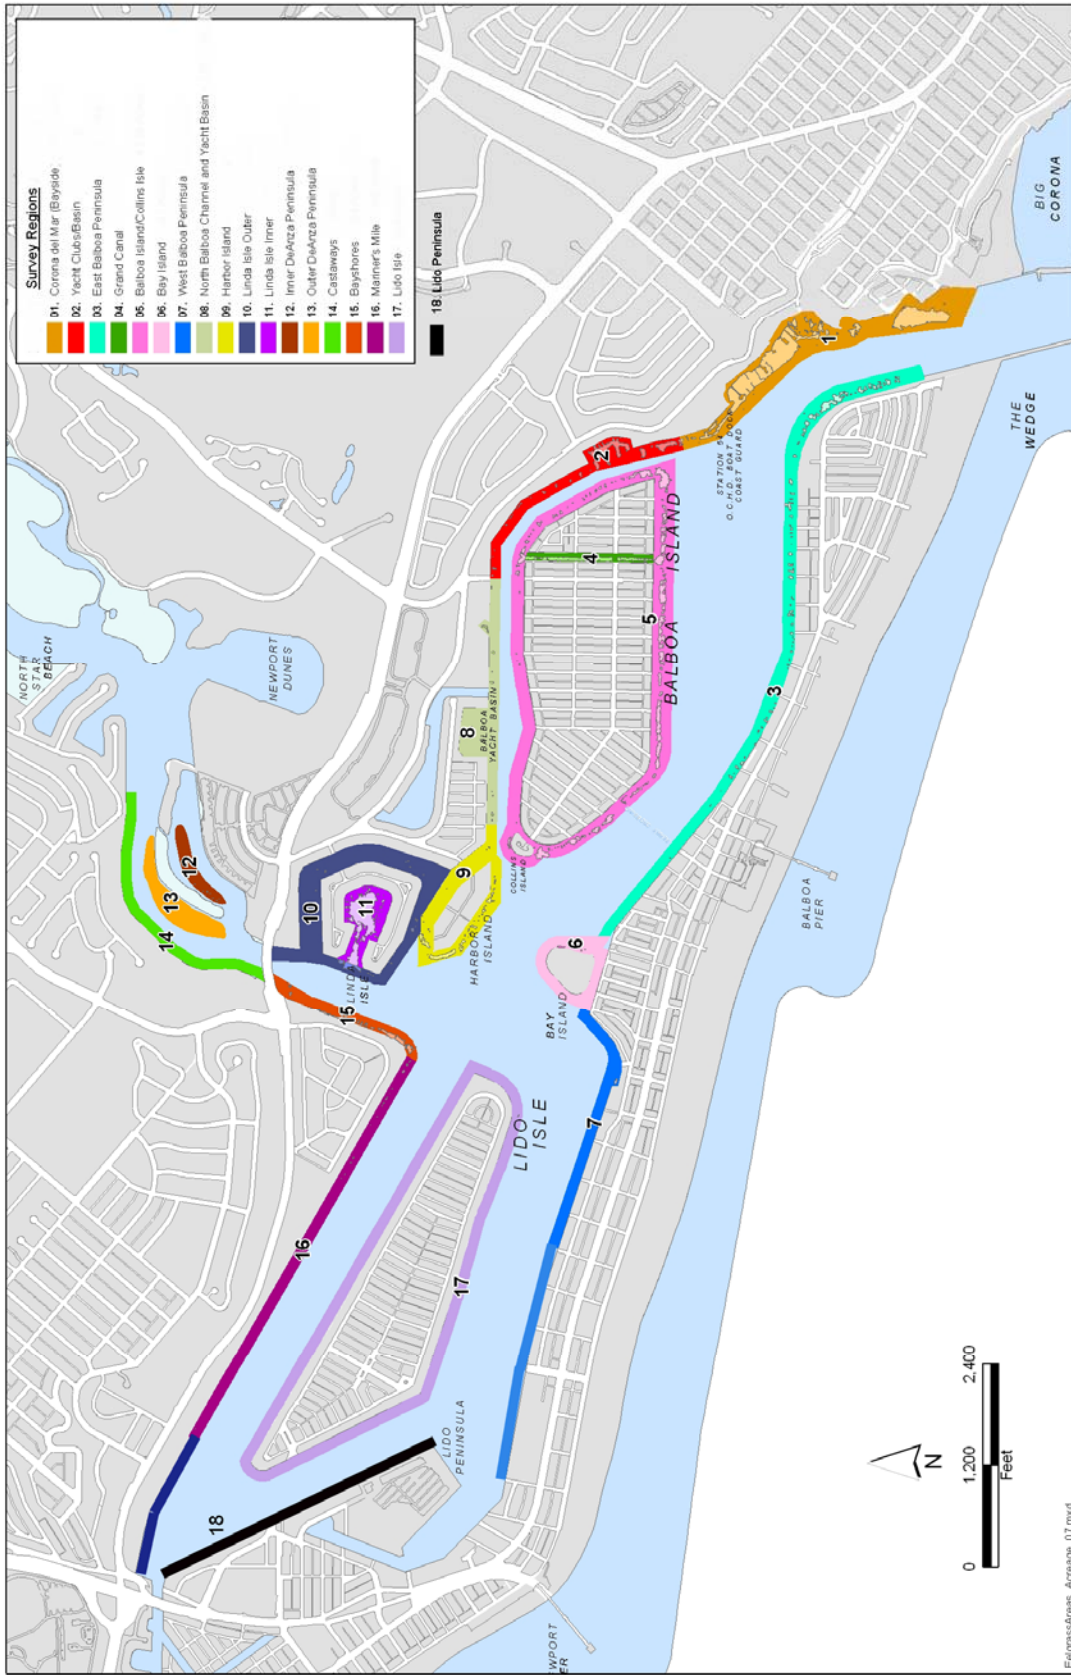 Survey Regions
01. Corona del Mar (Bayside)
02. Yacht Clubs/Basin
03. East Balboa Peninsula
04. Grand Canal
05. Balboa Island/Collins Isle
06. Bay Island
07. West Balboa Peninsula
08. North Balboa Channel and Yacht Basin
09. Harbor Island
10. Linda Isle Outer
11. Linda Isle Inner
12. Inner DeAnza Peninsula
13. Outer DeAnza Peninsula
14. Castaways
15. Bayshores
16. Mariner's Mile
17. Lido Isle
18. Lido Peninsula
NORTH
STAR
BEACH
NEWPORT
DUNES
12
13
14
10
11
15
LINDA
ISLE
9
HARBOR
ISLAND
8
BALBOA
YACHT BASIN
COLLINS
ISLAND
2
4
5
BALBOA ISLAND
STATION
O.C.H.D. BOAT DOCK
COAST GUARD
1
BIG
CORONA
THE
WEDGE
3
6
BAY
ISLAND
BALBOA
PIER
7
16
LIDO
ISLE
17
18
LIDO
PENINSULA
WPORT
ER
N
0 1,200 2,400
Feet
EelgrassAreas_Acreage_07.mxd